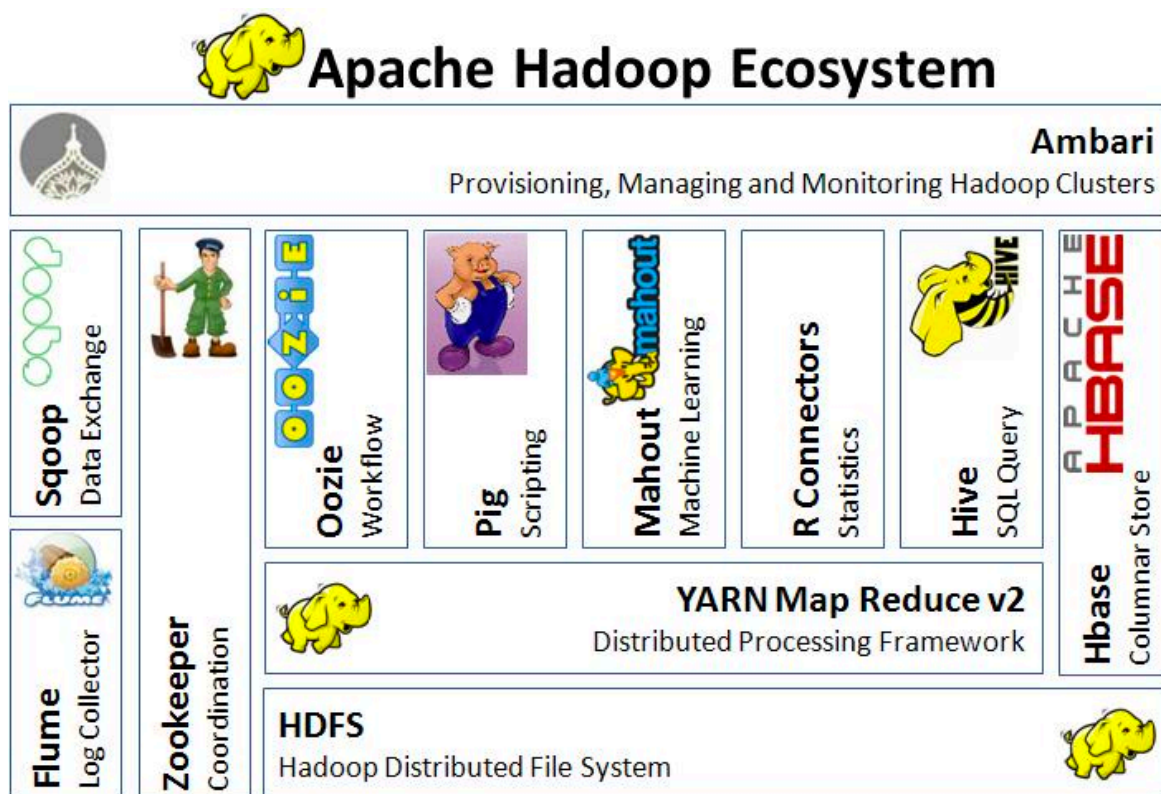 Apache Hadoop Ecosystem
Ambari
Provisioning, Managing and Monitoring Hadoop Clusters
sqoop
Sqoop
Data Exchange
FLUME
Flume
Log Collector
Zookeeper
Coordination
OOZIE
Oozie
Workflow
Pig
Scripting
mahout
Mahout
Machine Learning
R Connectors
Statistics
HIVE
Hive
SQL Query
APACHE
HBASE
Hbase
Columnar Store
YARN Map Reduce v2
Distributed Processing Framework
HDFS
Hadoop Distributed File System